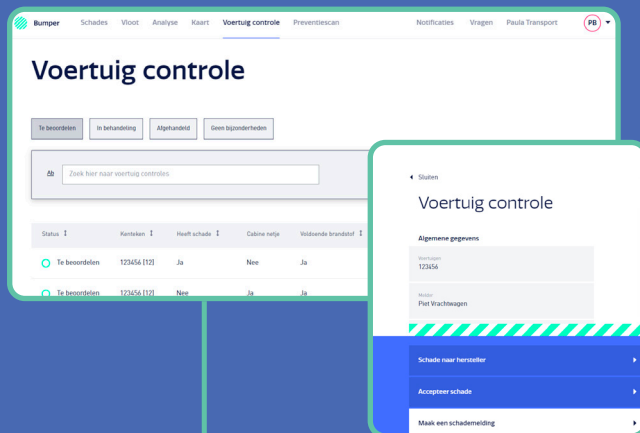 Bumper Schades Vloot Analyse Kaart Voertuig controle Preventiescan Notificaties Vragen Paula Transport PB
Voertuig controle
Te beoordelen In behandeling Afgehandeld Geen bijzonderheden
Ab Zoek hier naar voertuig controles
Status Kenteken Heeft schade Cabine netje Voldoende brandstof
Te beoordelen 123456 [12] Ja Nee Ja
Te beoordelen 123456 [12] Nee Ja Ja
Sluiten
Voertuig controle
Algemene gegevens
Voertuigen
123456
Melder
Piet Vrachtwagen
Schade naar hersteller
Accepteer schade
Maak een schademelding